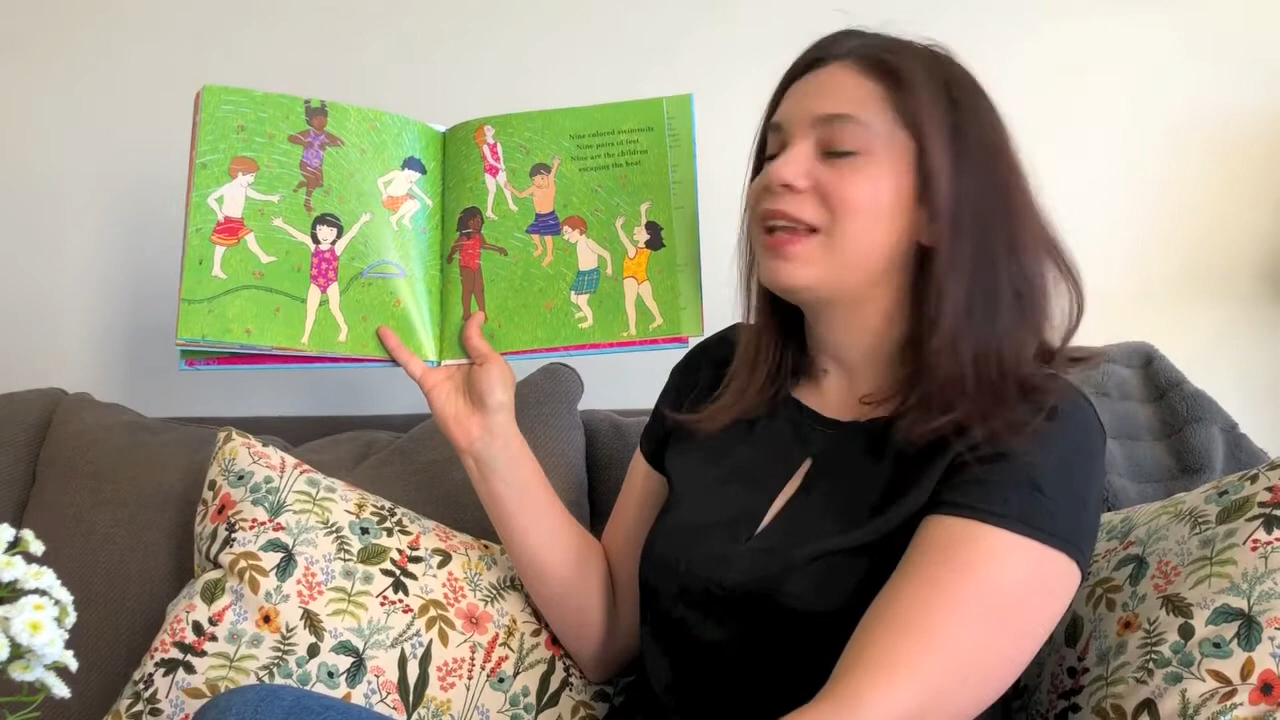 Nine colored swimsuits
Nine pairs of feet
Nine are the children
escaping the heat